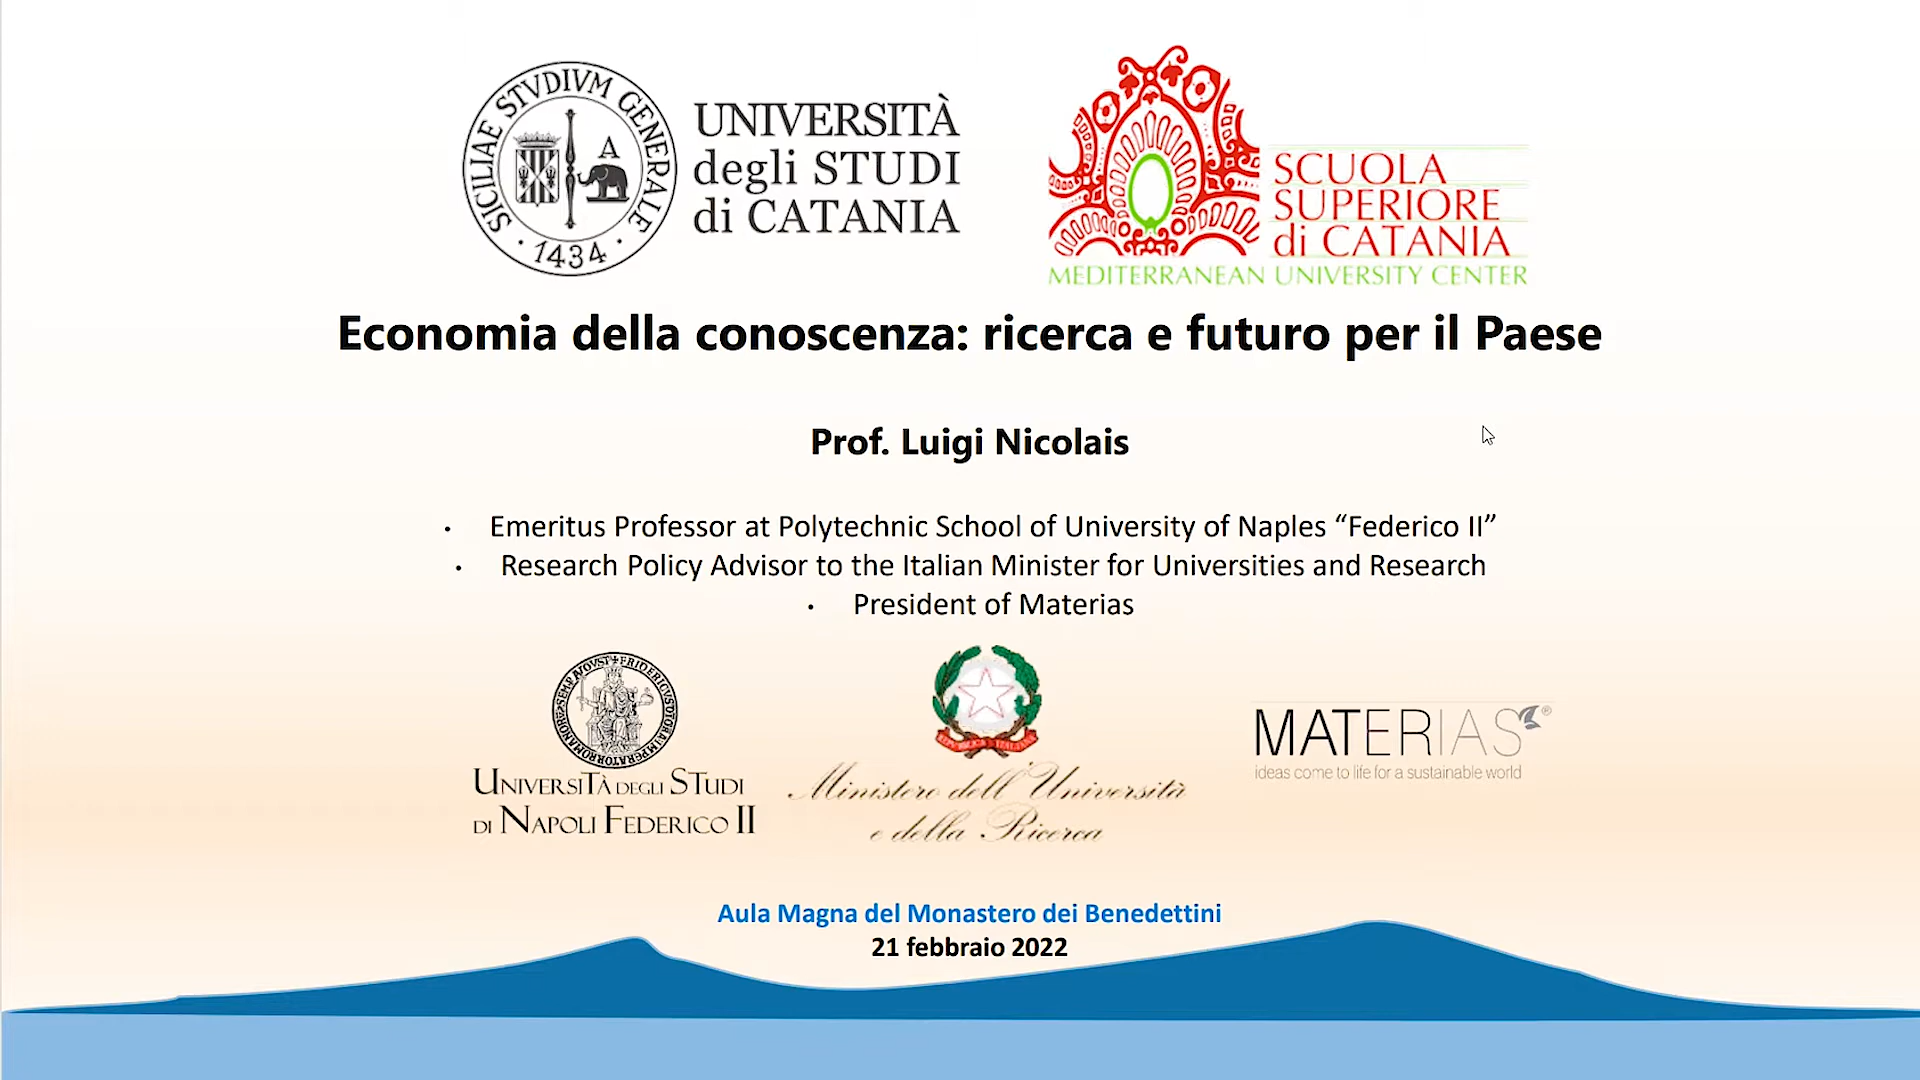 SICILIAE STVDIVM GENERALE
1434
A
UNIVERSITÀ
degli STUDI
di CATANIA
SCUOLA
SUPERIORE
di CATANIA
MEDITERRANEAN UNIVERSITY CENTER
Economia della conoscenza: ricerca e futuro per il Paese
Prof. Luigi Nicolais
• Emeritus Professor at Polytechnic School of University of Naples “Federico II”
• Research Policy Advisor to the Italian Minister for Universities and Research
• President of Materias
UNIVERSITÀ DEGLI STUDI
DI NAPOLI FEDERICO II
Ministero dell'Università
e della Ricerca
MATERIAS®
ideas come to life for a sustainable world
Aula Magna del Monastero dei Benedettini
21 febbraio 2022